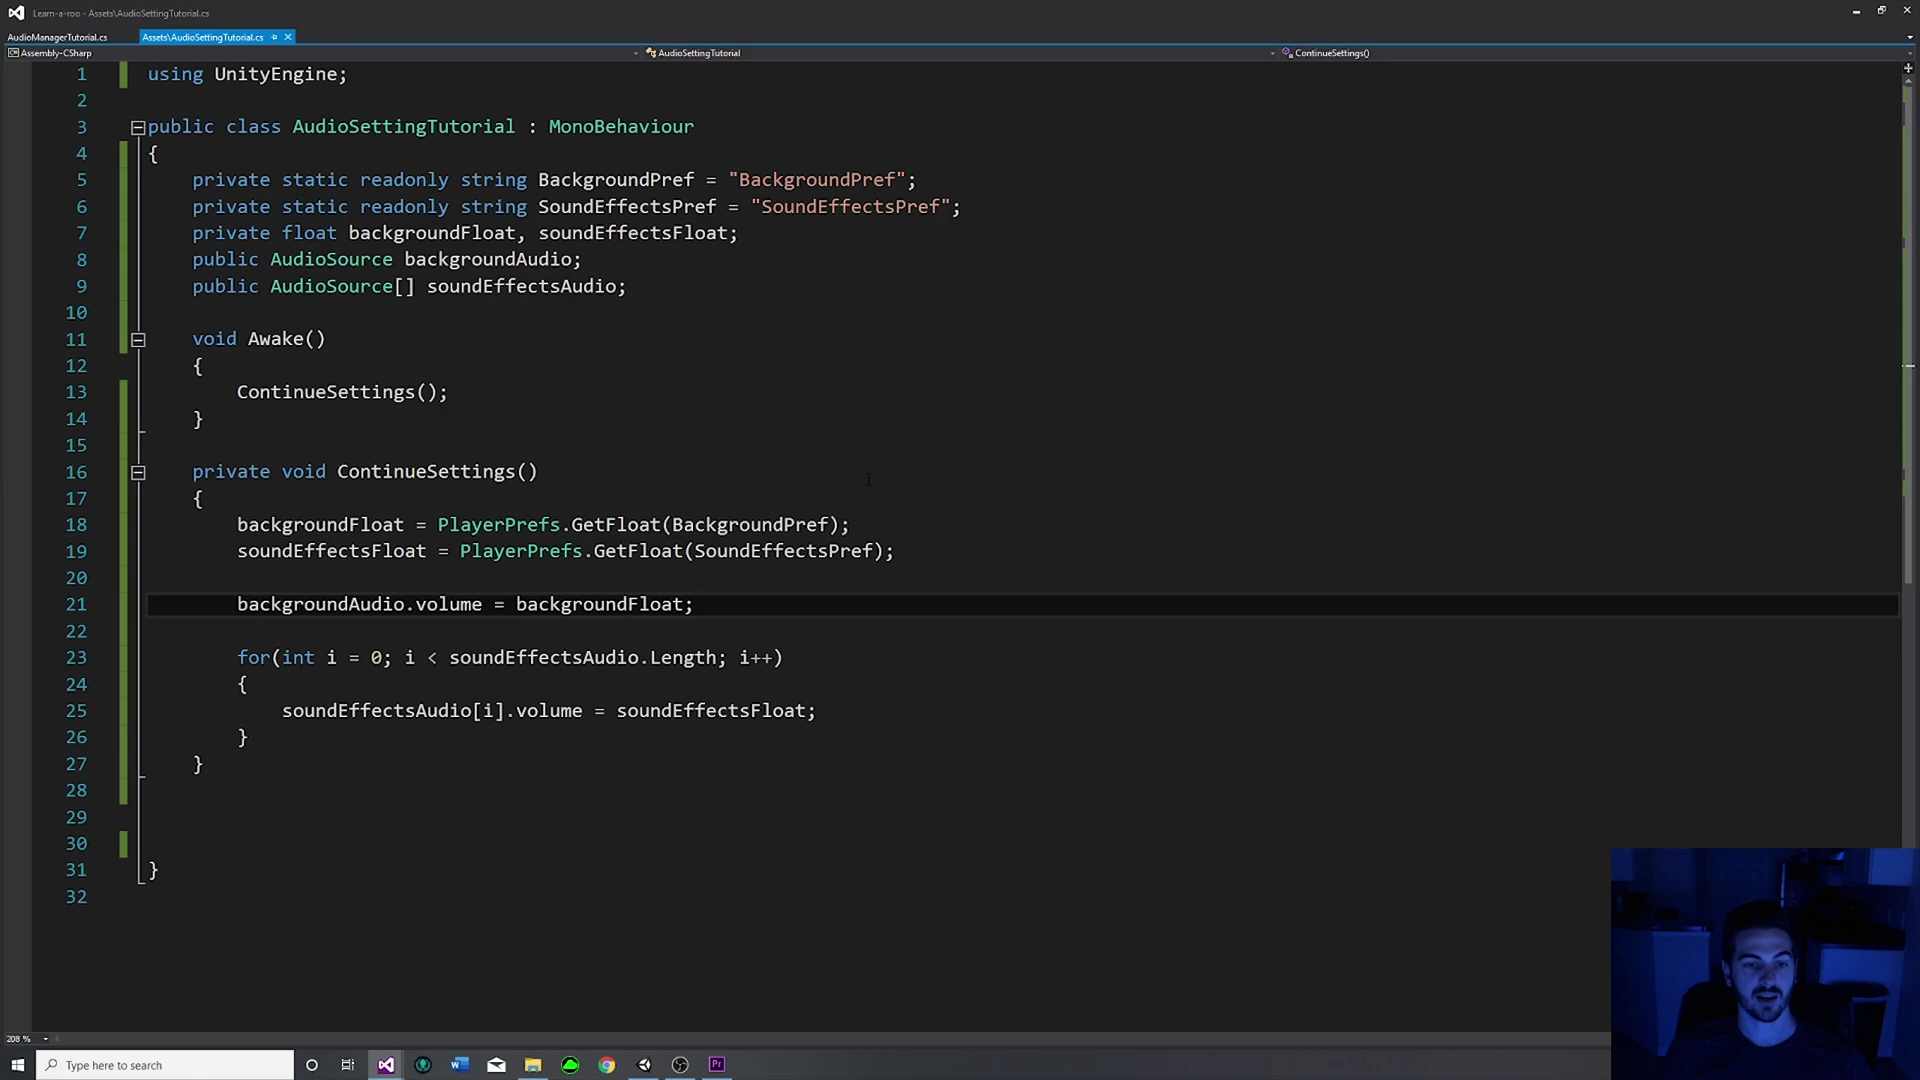 Learn-a-roo - Assets\AudioSettingTutorial.cs
AudioManagerTutorial.cs
Assets\AudioSettingTutorial.cs
Assembly-CSharp
AudioSettingTutorial
ContinueSettings()
1 using UnityEngine;
2
3 public class AudioSettingTutorial : MonoBehaviour
4 {
5 private static readonly string BackgroundPref = "BackgroundPref";
6 private static readonly string SoundEffectsPref = "SoundEffectsPref";
7 private float backgroundFloat, soundEffectsFloat;
8 public AudioSource backgroundAudio;
9 public AudioSource[] soundEffectsAudio;
10
11 void Awake()
12 {
13 ContinueSettings();
14 }
15
16 private void ContinueSettings()
17 {
18 backgroundFloat = PlayerPrefs.GetFloat(BackgroundPref);
19 soundEffectsFloat = PlayerPrefs.GetFloat(SoundEffectsPref);
20
21 backgroundAudio.volume = backgroundFloat;
22
23 for(int i = 0; i < soundEffectsAudio.Length; i++)
24 {
25 soundEffectsAudio[i].volume = soundEffectsFloat;
26 }
27 }
28
29
30
31 }
32
208 %
Type here to search
Pr